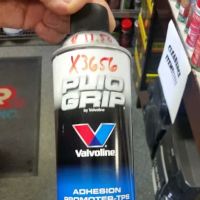 X3656
PLIO
GRIP
by Valvoline
Valvoline
ADHESION
PROMOTER-TPS